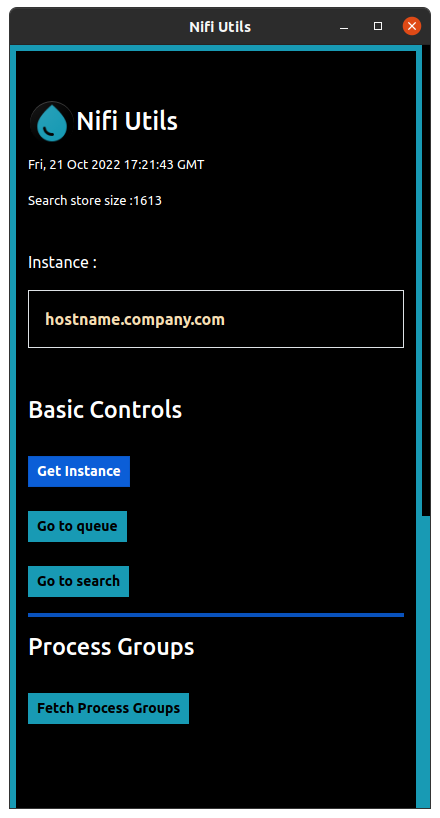 Nifi Utils
Nifi Utils
Fri, 21 Oct 2022 17:21:43 GMT
Search store size :1613
Instance :
hostname.company.com
Basic Controls
Get Instance
Go to queue
Go to search
Process Groups
Fetch Process Groups